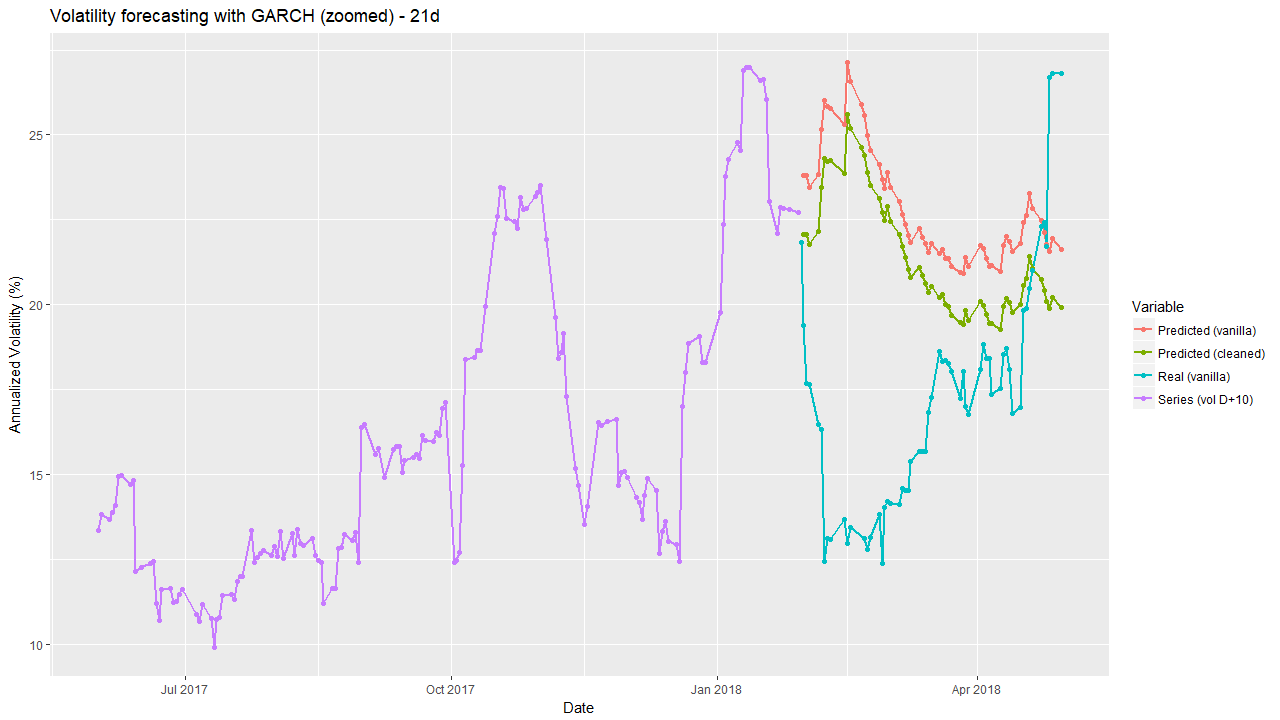 Volatility forecasting with GARCH (zoomed) - 21d
Annualized Volatility (%)
25
20
15
10
Jul 2017
Oct 2017
Jan 2018
Apr 2018
Date
Variable
Predicted (vanilla)
Predicted (cleaned)
Real (vanilla)
Series (vol D+10)